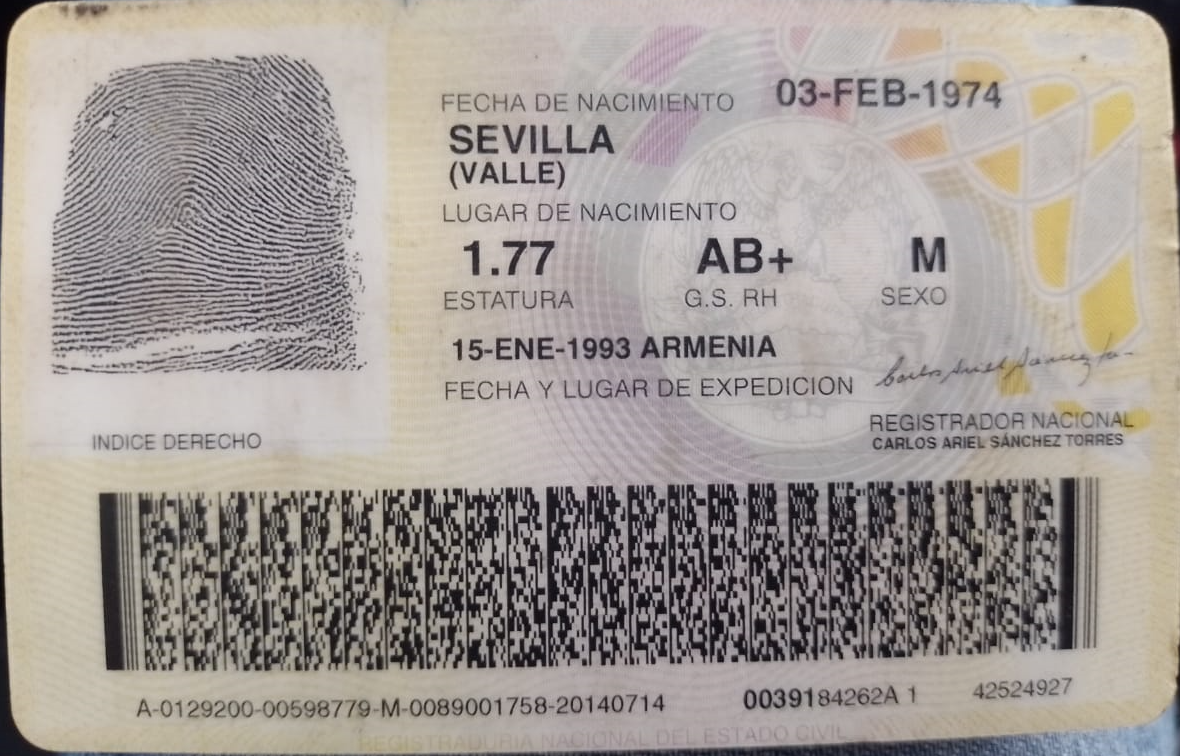 FECHA DE NACIMIENTO 03-FEB-1974
SEVILLA
(VALLE)
LUGAR DE NACIMIENTO
1.77 AB+ M
ESTATURA G.S. RH SEXO
15-ENE-1993 ARMENIA
FECHA Y LUGAR DE EXPEDICION
REGISTRADOR NACIONAL
CARLOS ARIEL SÁNCHEZ TORRES
INDICE DERECHO
A-0129200-00598779-M-0089001758-20140714 0039184262A 1 42524927
REGISTRADURIA NACIONAL DEL ESTADO CIVIL